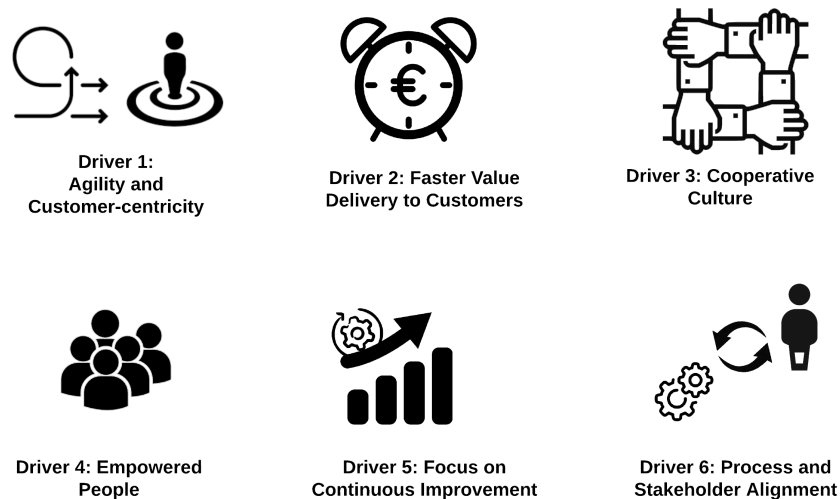 €
Driver 1:
Agility and
Customer-centricity
Driver 2: Faster Value
Delivery to Customers
Driver 3: Cooperative
Culture
Driver 4: Empowered
People
Driver 5: Focus on
Continuous Improvement
Driver 6: Process and
Stakeholder Alignment